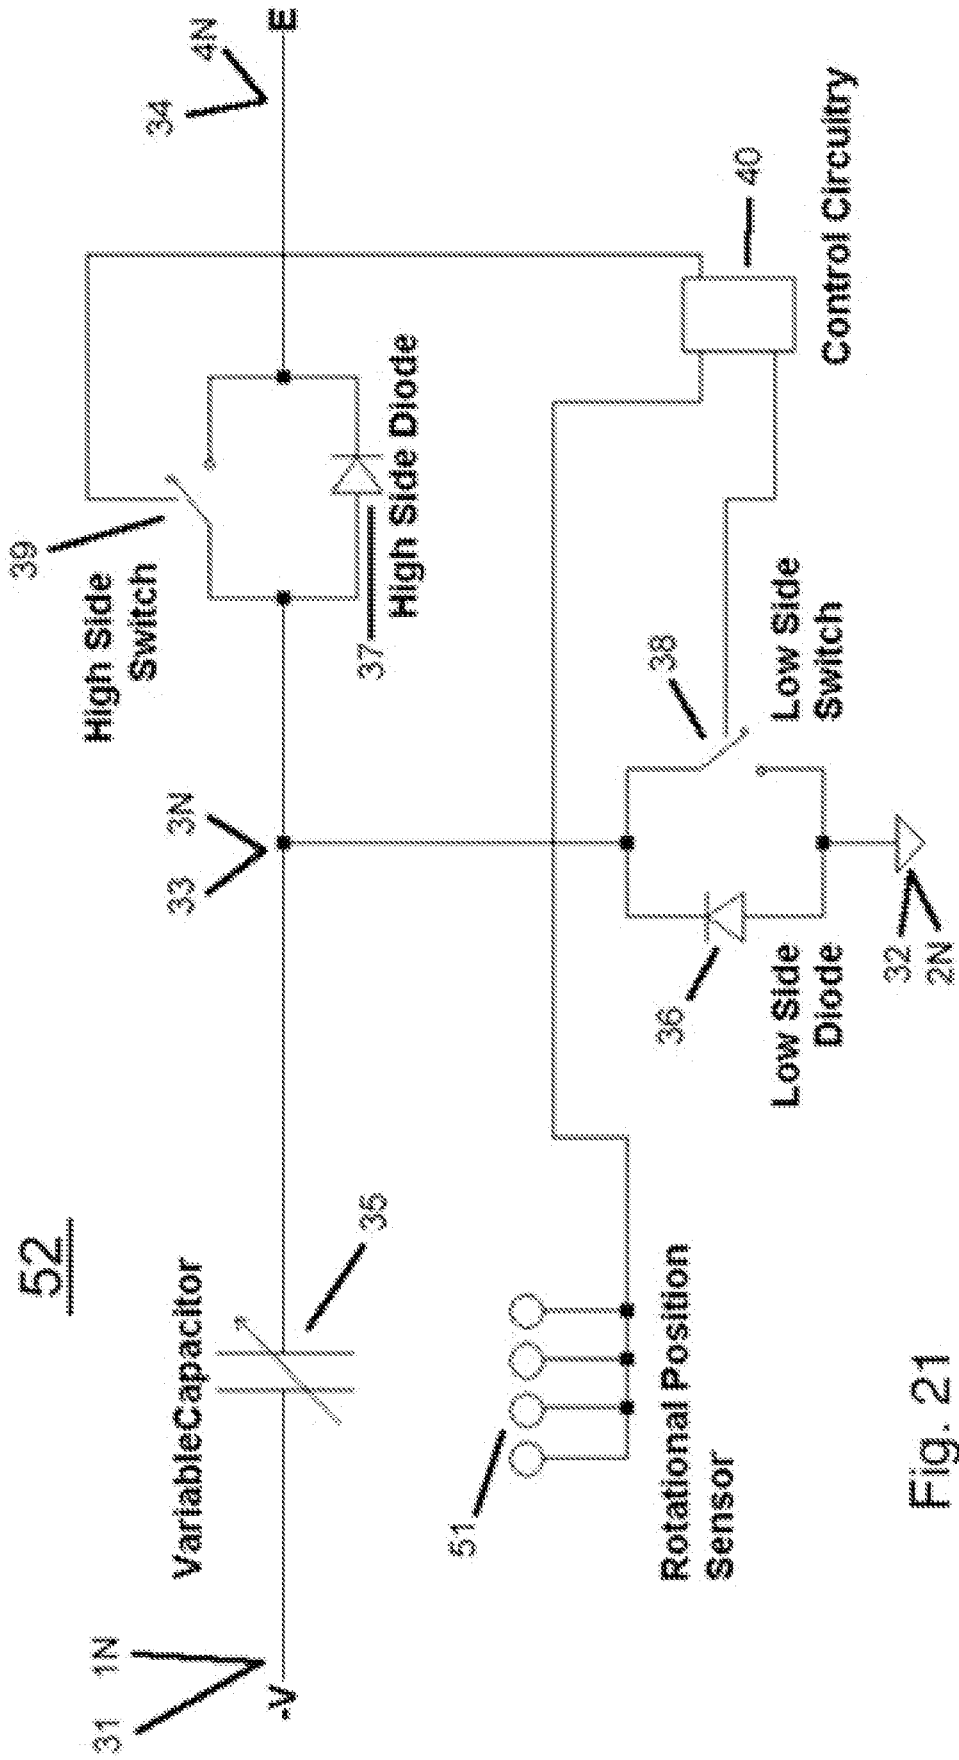 52
31
1N
-V
VariableCapacitor
35
33
3N
High Side
Switch
39
37
High Side Diode
34
4N
E
51
Rotational Position
Sensor
36
Low Side
Diode
32
2N
38
Low Side
Switch
40
Control Circuitry
Fig. 21